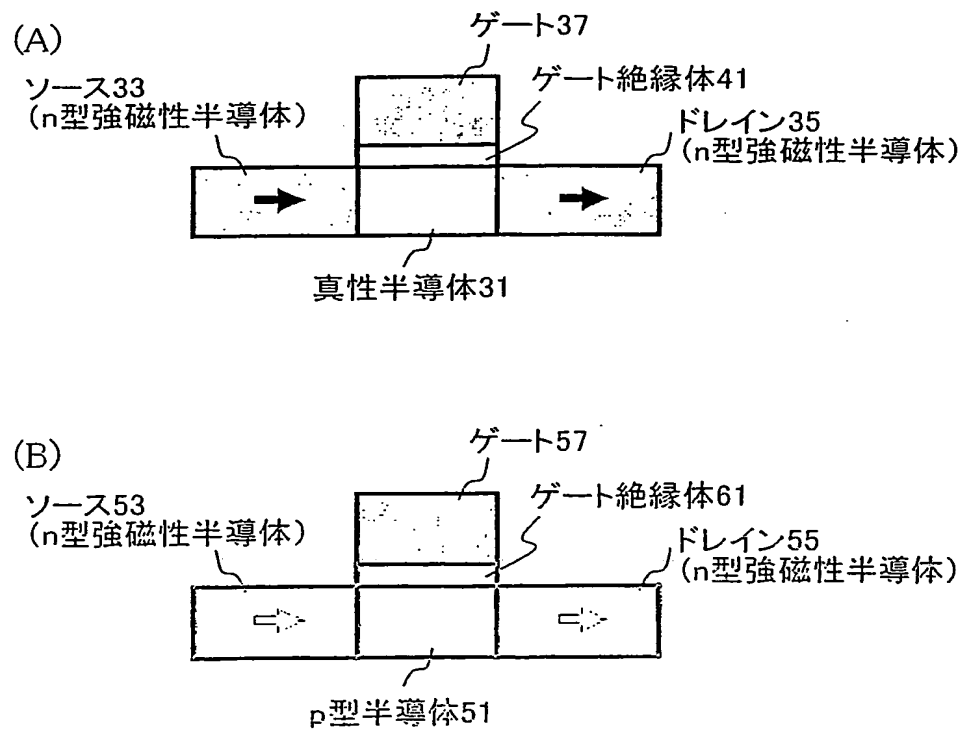 (A)
ゲート37
ゲート絶縁体41
ソース33
(n型強磁性半導体)
ドレイン35
(n型強磁性半導体)
真性半導体31
(B)
ゲート57
ゲート絶縁体61
ソース53
(n型強磁性半導体)
ドレイン55
(n型強磁性半導体)
p型半導体51